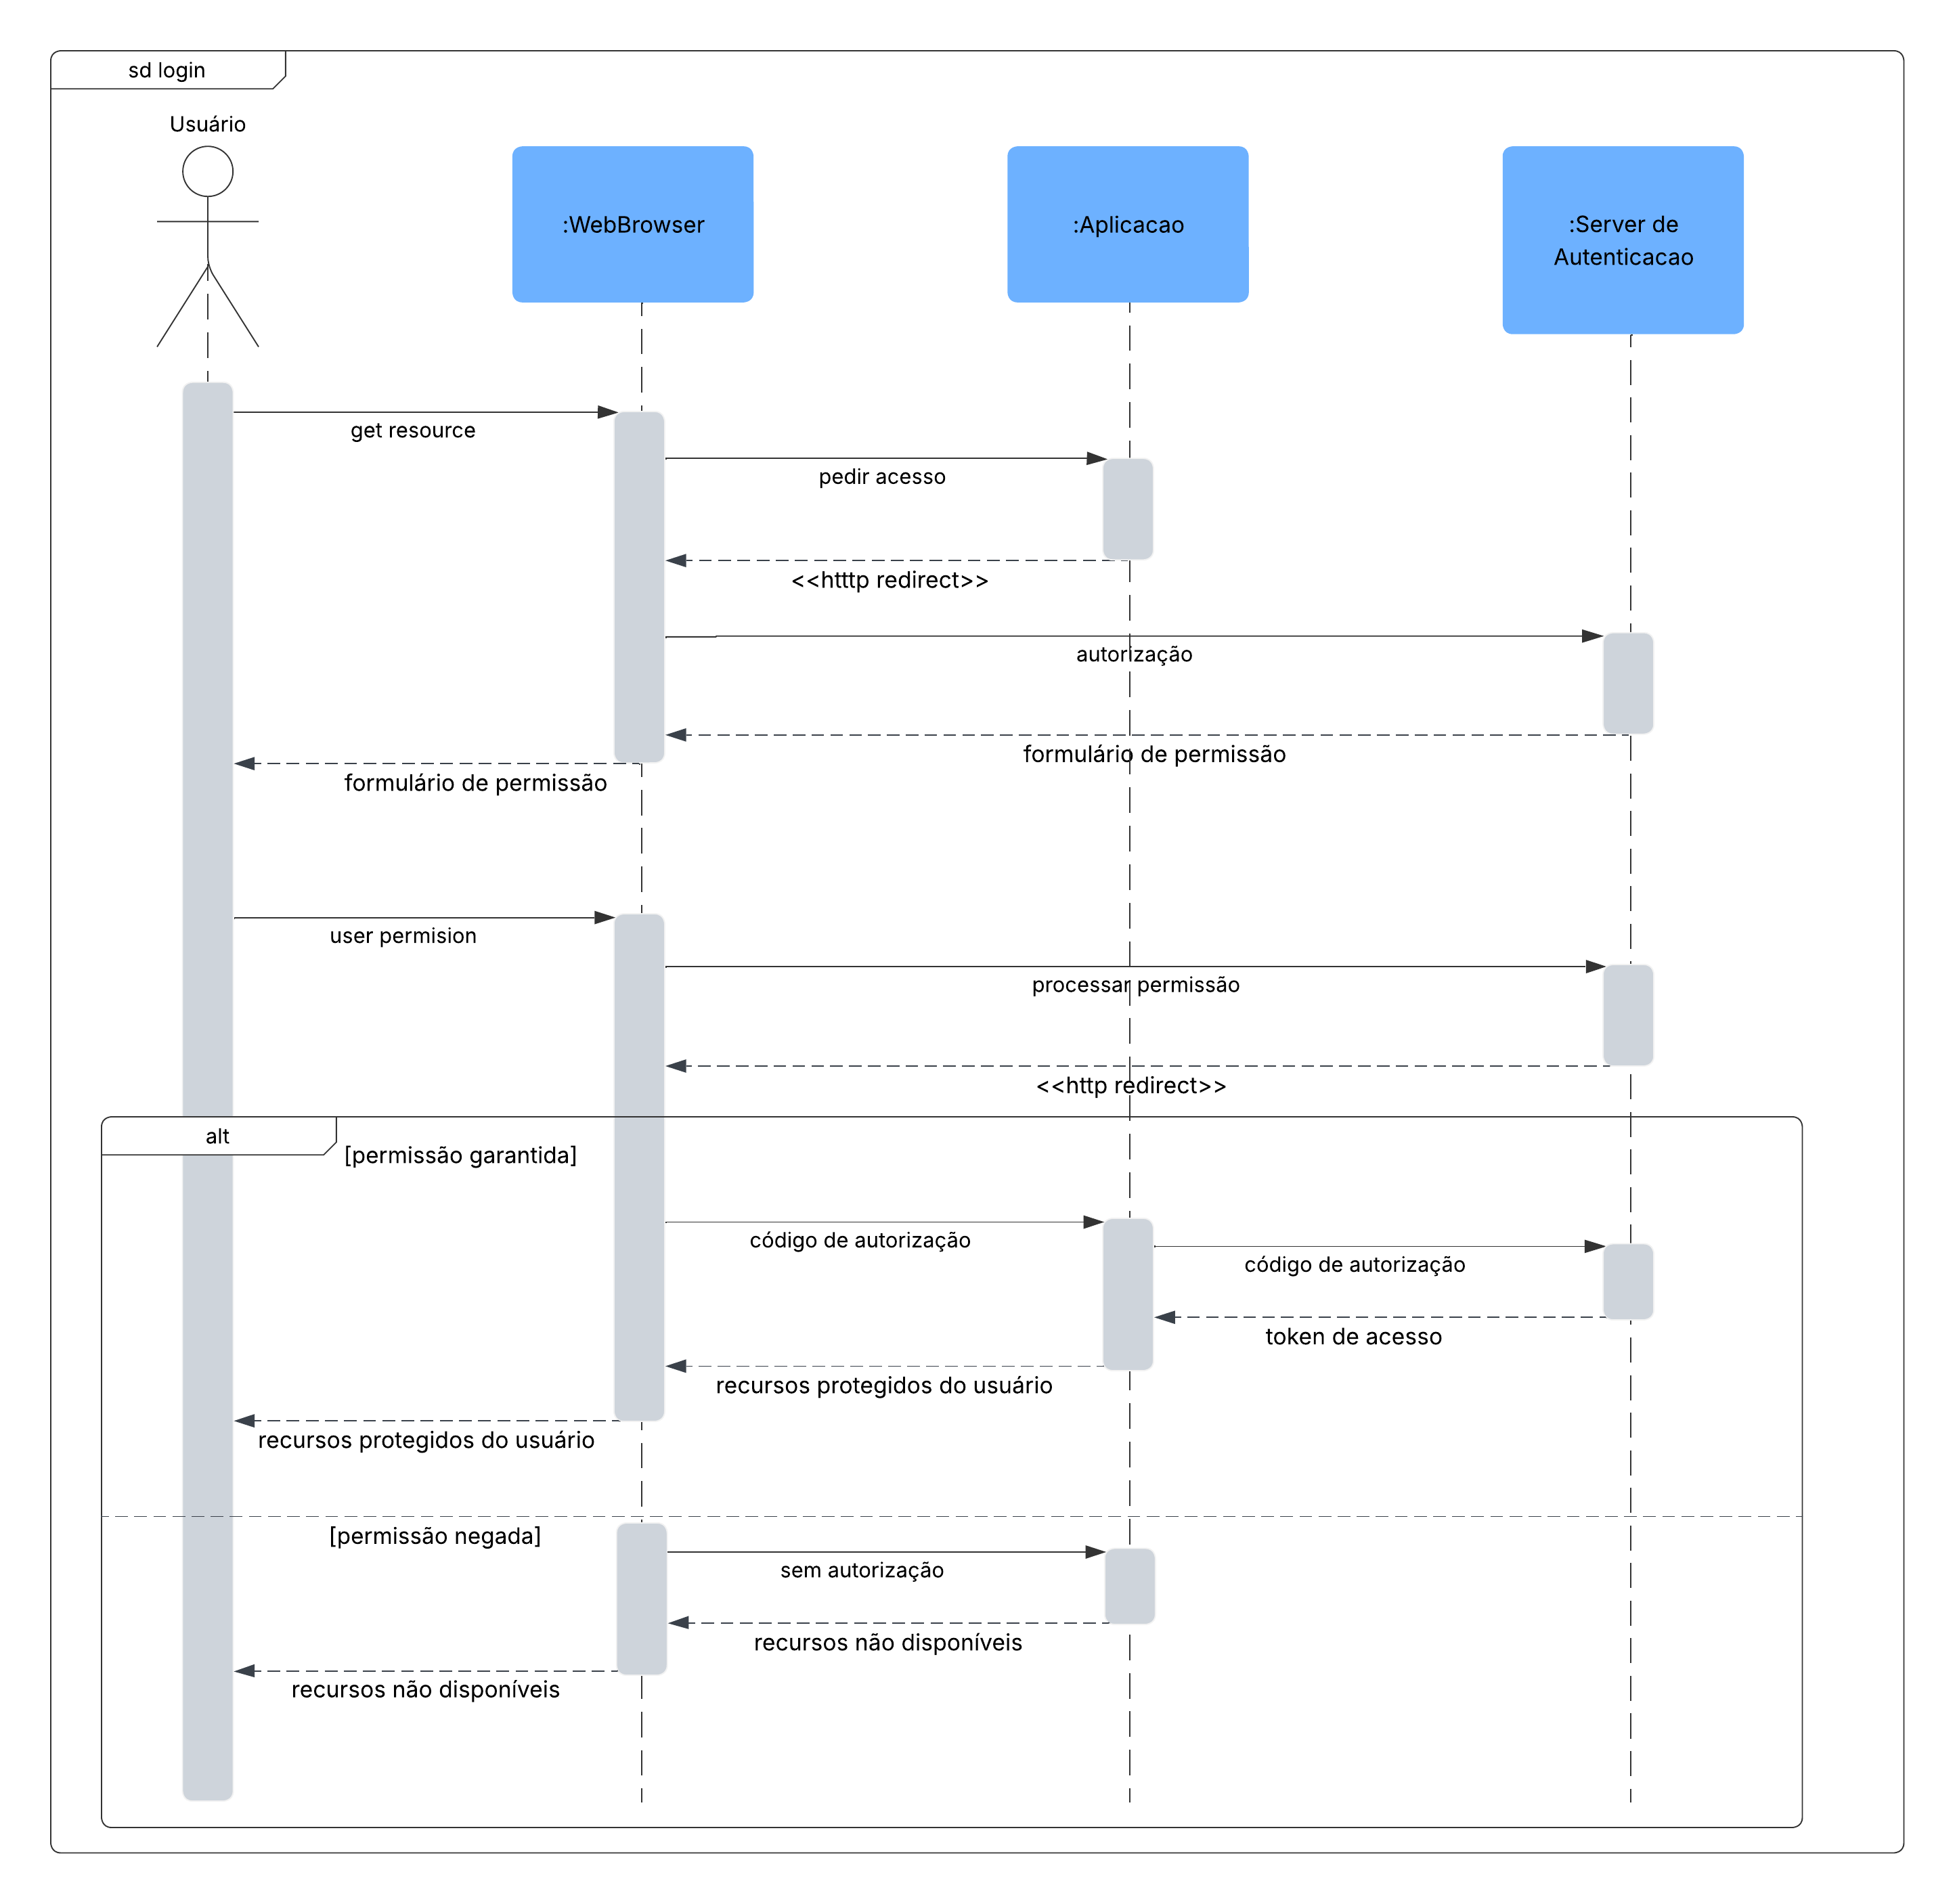 sd login
Usuário
:WebBrowser
:Aplicacao
:Server de
Autenticacao
get resource
pedir acesso
<<htttp redirect>>
autorização
formulário de permissão
formulário de permissão
user permision
processar permissão
<<http redirect>>
alt
[permissão garantida]
código de autorização
código de autorização
token de acesso
recursos protegidos do usuário
recursos protegidos do usuário
[permissão negada]
sem autorização
recursos não disponíveis
recursos não disponíveis